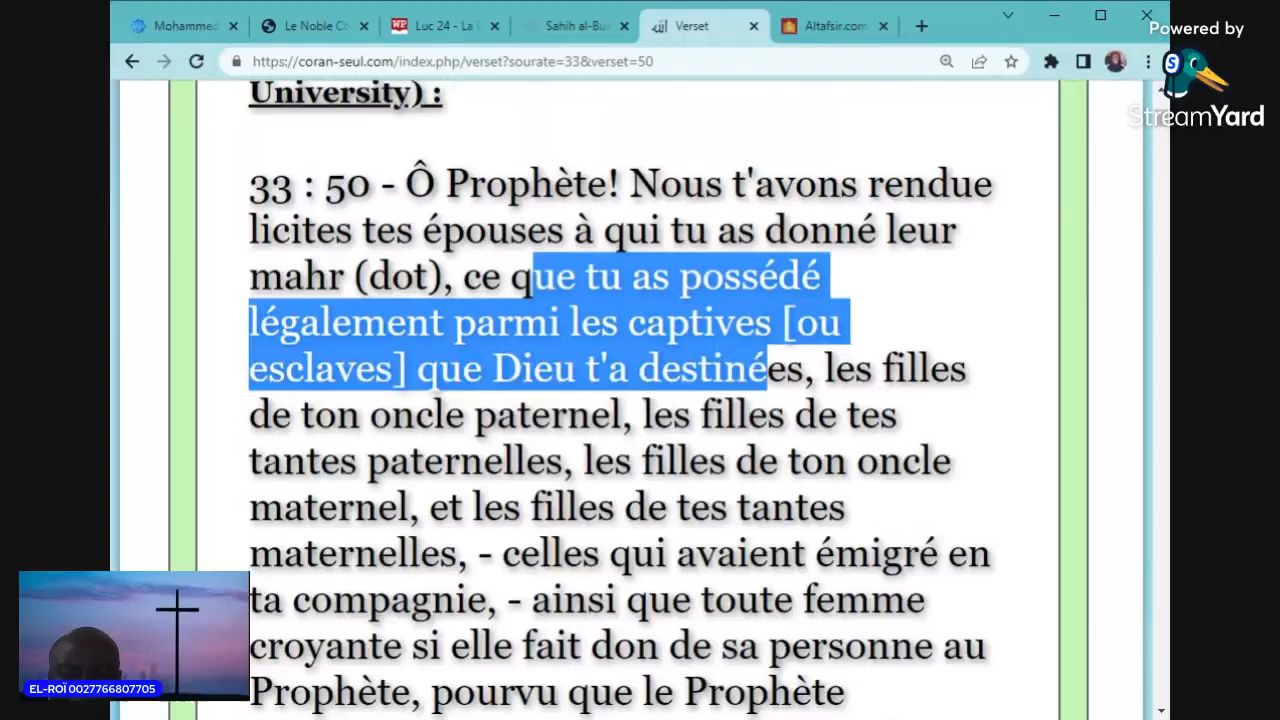 Mohammed
Le Noble C
Luc 24 - La
Sahih al-Bu
Verset
Altafsir.com
Powered by
https://coran-seul.com/index.php/verset?sourate=33&verset=50
StreamYard
University) :
33 : 50 - Ô Prophète! Nous t'avons rendue
licites tes épouses à qui tu as donné leur
mahr (dot), ce que tu as possédé
légalement parmi les captives [ou
esclaves] que Dieu t'a destinées, les filles
de ton oncle paternel, les filles de tes
tantes paternelles, les filles de ton oncle
maternel, et les filles de tes tantes
maternelles, - celles qui avaient émigré en
ta compagnie, - ainsi que toute femme
croyante si elle fait don de sa personne au
Prophète, pourvu que le Prophète
EL-ROÏ 0027766807705